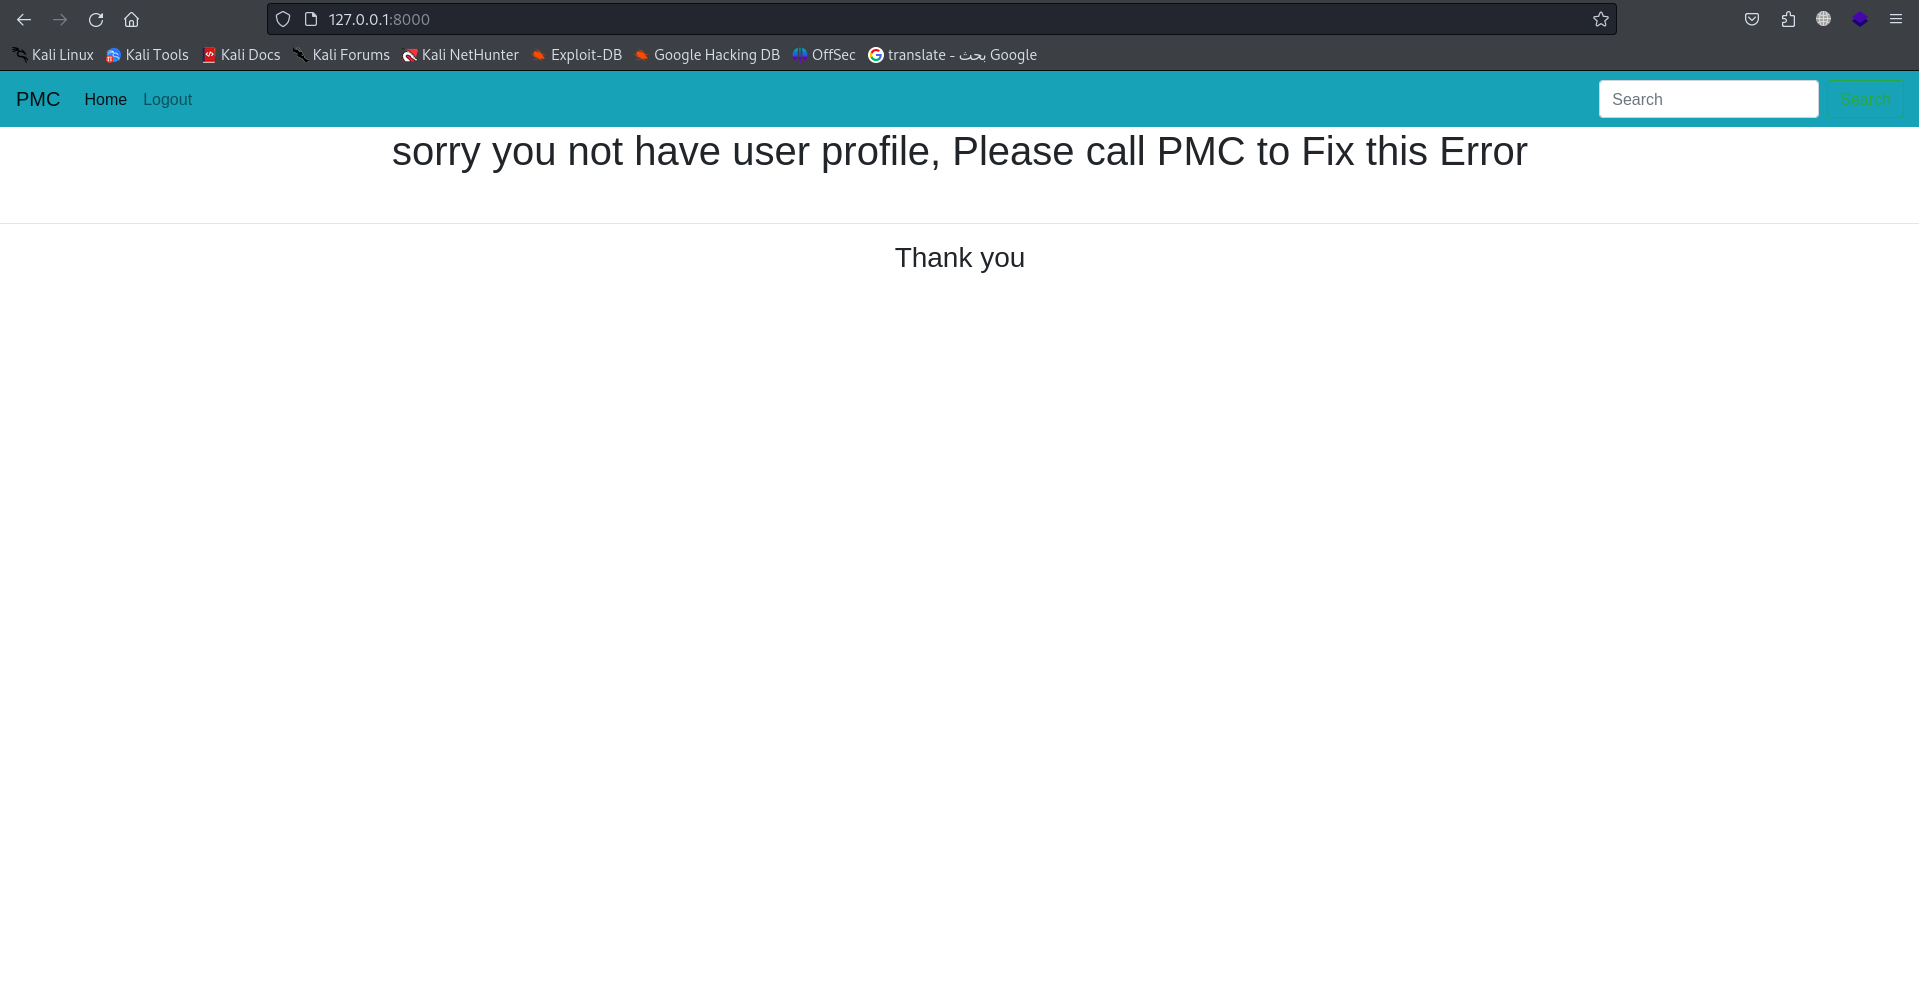 127.0.0.1:8000
Kali Linux Kali Tools Kali Docs Kali Forums Kali NetHunter Exploit-DB Google Hacking DB OffSec translate - بحث Google
PMC Home Logout Search Search
sorry you not have user profile, Please call PMC to Fix this Error
Thank you